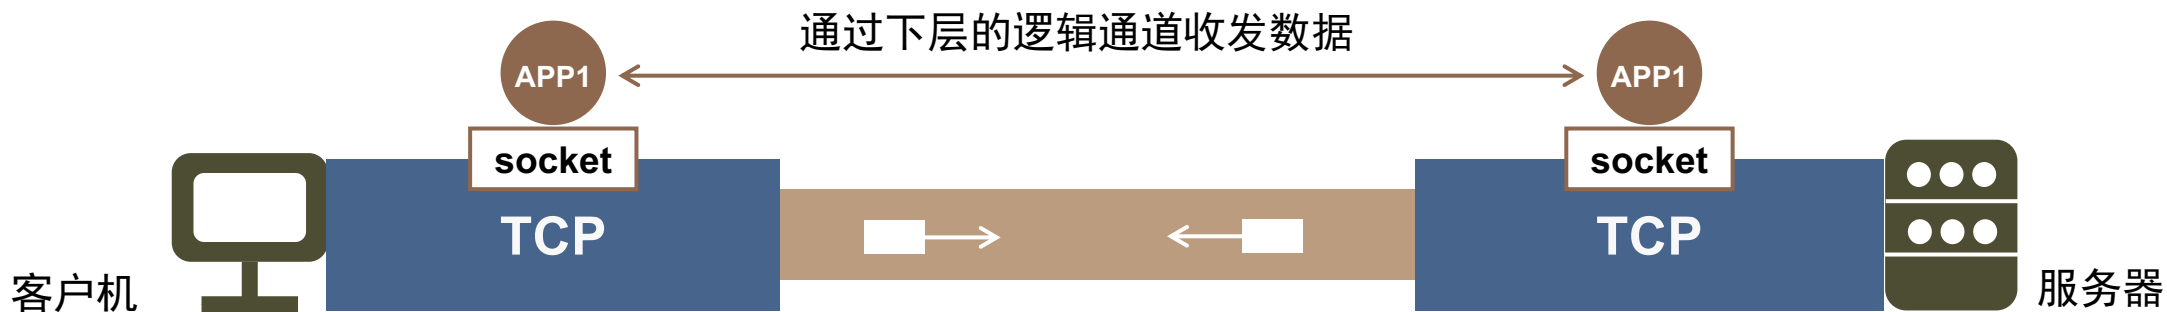 通过下层的逻辑通道收发数据
APP1
APP1
socket
socket
TCP
TCP
客户机
服务器